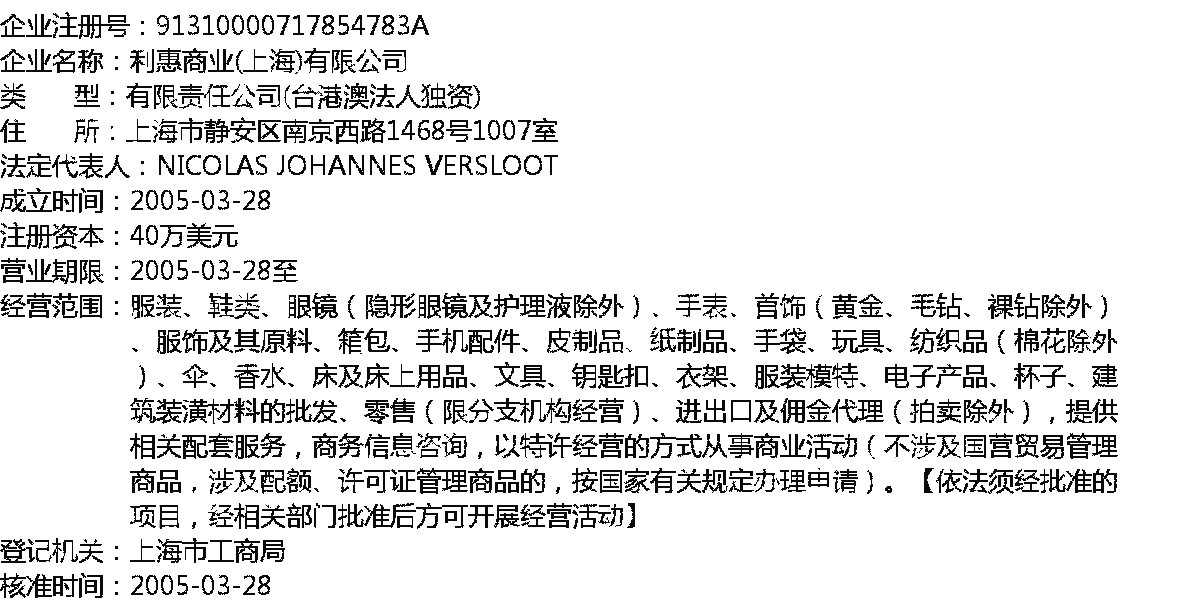 企业注册号：91310000717854783A
企业名称：利惠商业(上海)有限公司
类　　型：有限责任公司(台港澳法人独资)
住　　所：上海市静安区南京西路1468号1007室
法定代表人：NICOLAS JOHANNES VERSLOOT
成立时间：2005-03-28
注册资本：40万美元
营业期限：2005-03-28至
经营范围：服装、鞋类、眼镜（隐形眼镜及护理液除外）、手表、首饰（黄金、毛钻、裸钻除外）
、服饰及其原料、箱包、手机配件、皮制品、纸制品、手袋、玩具、纺织品（棉花除外
）、伞、香水、床及床上用品、文具、钥匙扣、衣架、服装模特、电子产品、杯子、建
筑装潢材料的批发、零售（限分支机构经营）、进出口及佣金代理（拍卖除外），提供
相关配套服务，商务信息咨询，以特许经营的方式从事商业活动（不涉及国营贸易管理
商品，涉及配额、许可证管理商品的，按国家有关规定办理申请）。【依法须经批准的
项目，经相关部门批准后方可开展经营活动】
登记机关：上海市工商局
核准时间：2005-03-28